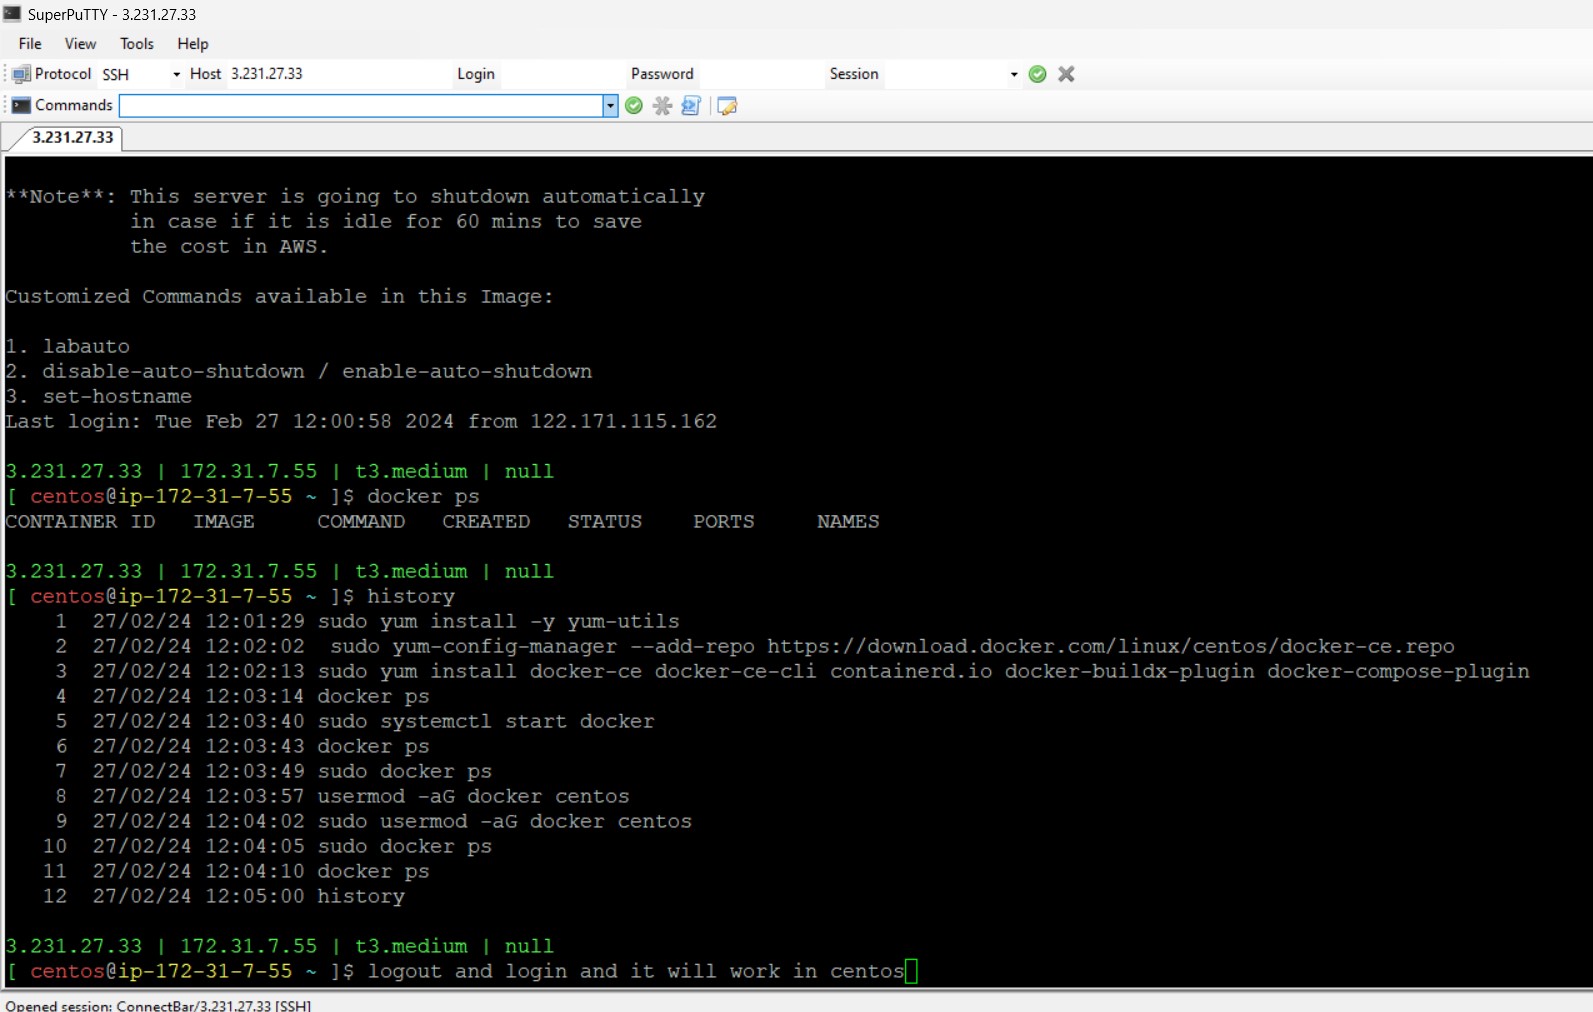 SuperPuTTY - 3.231.27.33
File View Tools Help
Protocol SSH Host 3.231.27.33 Login Password Session
Commands
3.231.27.33
**Note**: This server is going to shutdown automatically
in case if it is idle for 60 mins to save
the cost in AWS.
Customized Commands available in this Image:
1. labauto
2. disable-auto-shutdown / enable-auto-shutdown
3. set-hostname
Last login: Tue Feb 27 12:00:58 2024 from 122.171.115.162
3.231.27.33 | 172.31.7.55 | t3.medium | null
[ centos@ip-172-31-7-55 ~ ]$ docker ps
CONTAINER ID IMAGE COMMAND CREATED STATUS PORTS NAMES
3.231.27.33 | 172.31.7.55 | t3.medium | null
[ centos@ip-172-31-7-55 ~ ]$ history
1 27/02/24 12:01:29 sudo yum install -y yum-utils
2 27/02/24 12:02:02 sudo yum-config-manager --add-repo https://download.docker.com/linux/centos/docker-ce.repo
3 27/02/24 12:02:13 sudo yum install docker-ce docker-ce-cli containerd.io docker-buildx-plugin docker-compose-plugin
4 27/02/24 12:03:14 docker ps
5 27/02/24 12:03:40 sudo systemctl start docker
6 27/02/24 12:03:43 docker ps
7 27/02/24 12:03:49 sudo docker ps
8 27/02/24 12:03:57 usermod -aG docker centos
9 27/02/24 12:04:02 sudo usermod -aG docker centos
10 27/02/24 12:04:05 sudo docker ps
11 27/02/24 12:04:10 docker ps
12 27/02/24 12:05:00 history
3.231.27.33 | 172.31.7.55 | t3.medium | null
[ centos@ip-172-31-7-55 ~ ]$ logout and login and it will work in centos
Opened session: ConnectBar/3.231.27.33 [SSH]